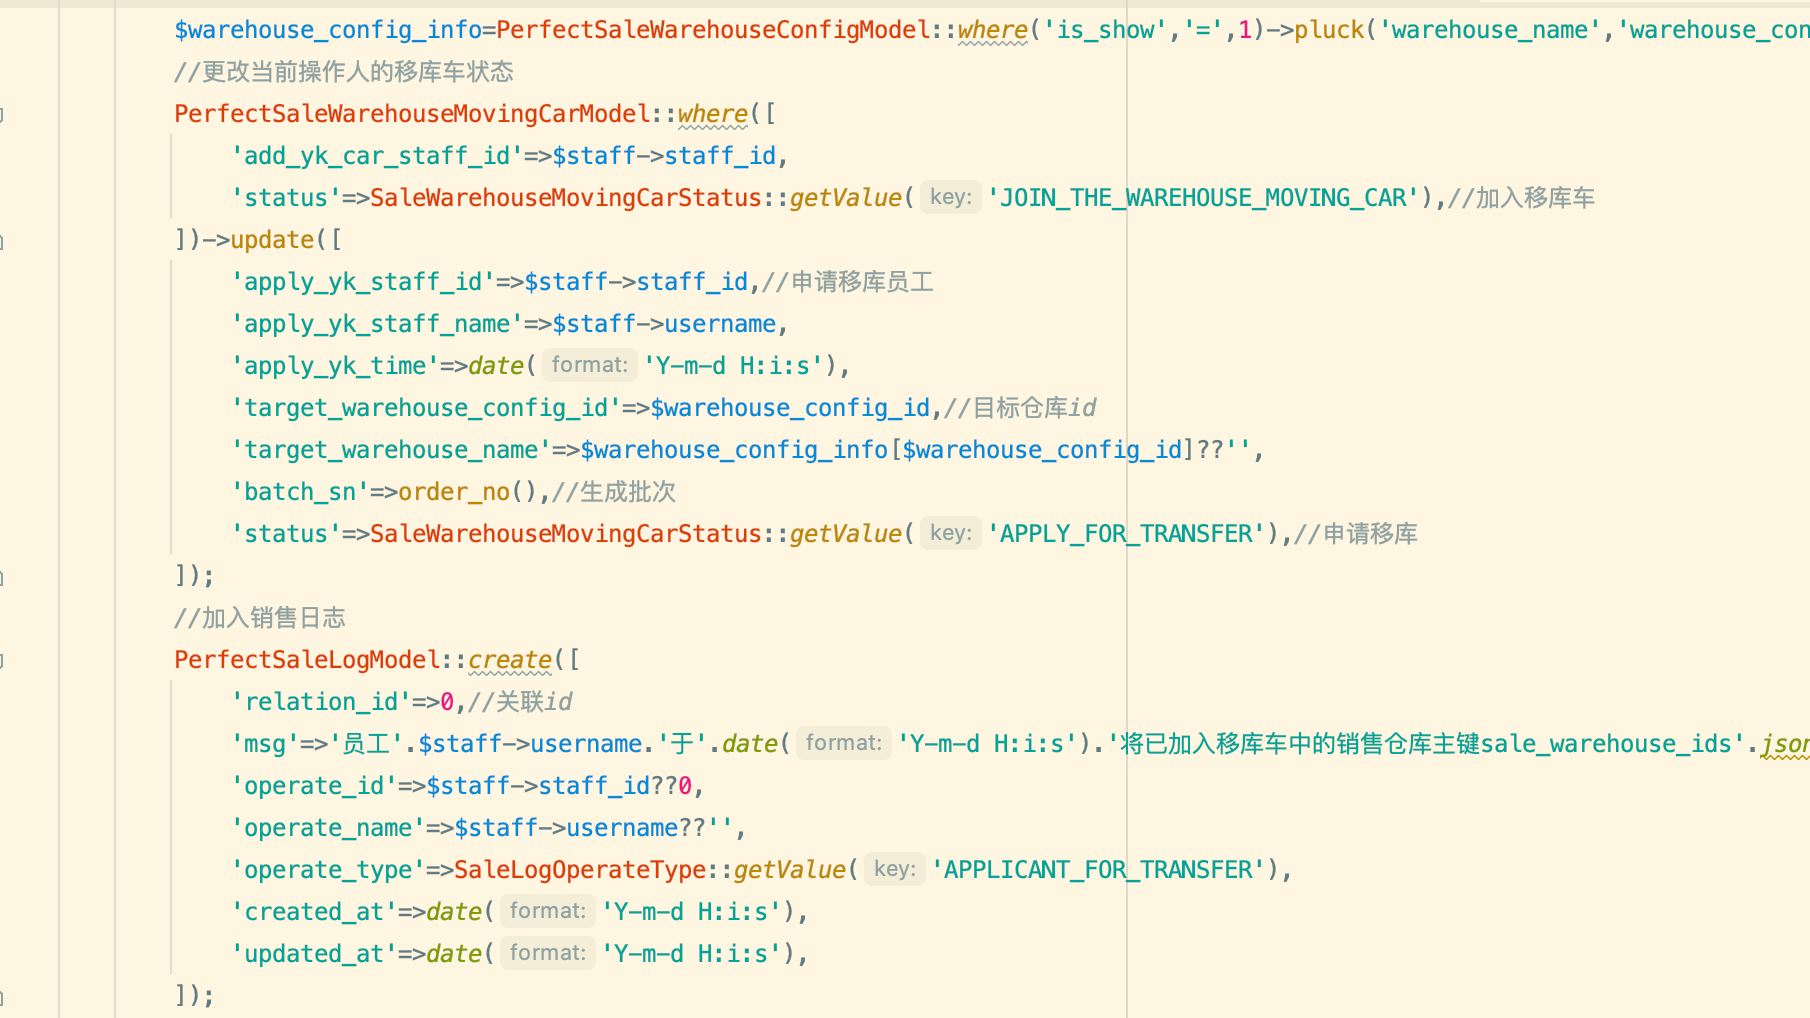 $warehouse_config_info=PerfectSaleWarehouseConfigModel::where('is_show','=',1)->pluck('warehouse_name','warehouse_con
//更改当前操作人的移库车状态
PerfectSaleWarehouseMovingCarModel::where([
'add_yk_car_staff_id'=>$staff->staff_id,
'status'=>SaleWarehouseMovingCarStatus::getValue( key: 'JOIN_THE_WAREHOUSE_MOVING_CAR'),//加入移库车
])->update([
'apply_yk_staff_id'=>$staff->staff_id,//申请移库员工
'apply_yk_staff_name'=>$staff->username,
'apply_yk_time'=>date( format: 'Y-m-d H:i:s'),
'target_warehouse_config_id'=>$warehouse_config_id,//目标仓库id
'target_warehouse_name'=>$warehouse_config_info[$warehouse_config_id]??'',
'batch_sn'=>order_no(),//生成批次
'status'=>SaleWarehouseMovingCarStatus::getValue( key: 'APPLY_FOR_TRANSFER'),//申请移库
]);
//加入销售日志
PerfectSaleLogModel::create([
'relation_id'=>0,//关联id
'msg'=>'员工'.$staff->username.'于'.date( format: 'Y-m-d H:i:s').'将已加入移库车中的销售仓库主键sale_warehouse_ids'.json
'operate_id'=>$staff->staff_id??0,
'operate_name'=>$staff->username??'',
'operate_type'=>SaleLogOperateType::getValue( key: 'APPLICANT_FOR_TRANSFER'),
'created_at'=>date( format: 'Y-m-d H:i:s'),
'updated_at'=>date( format: 'Y-m-d H:i:s'),
]);